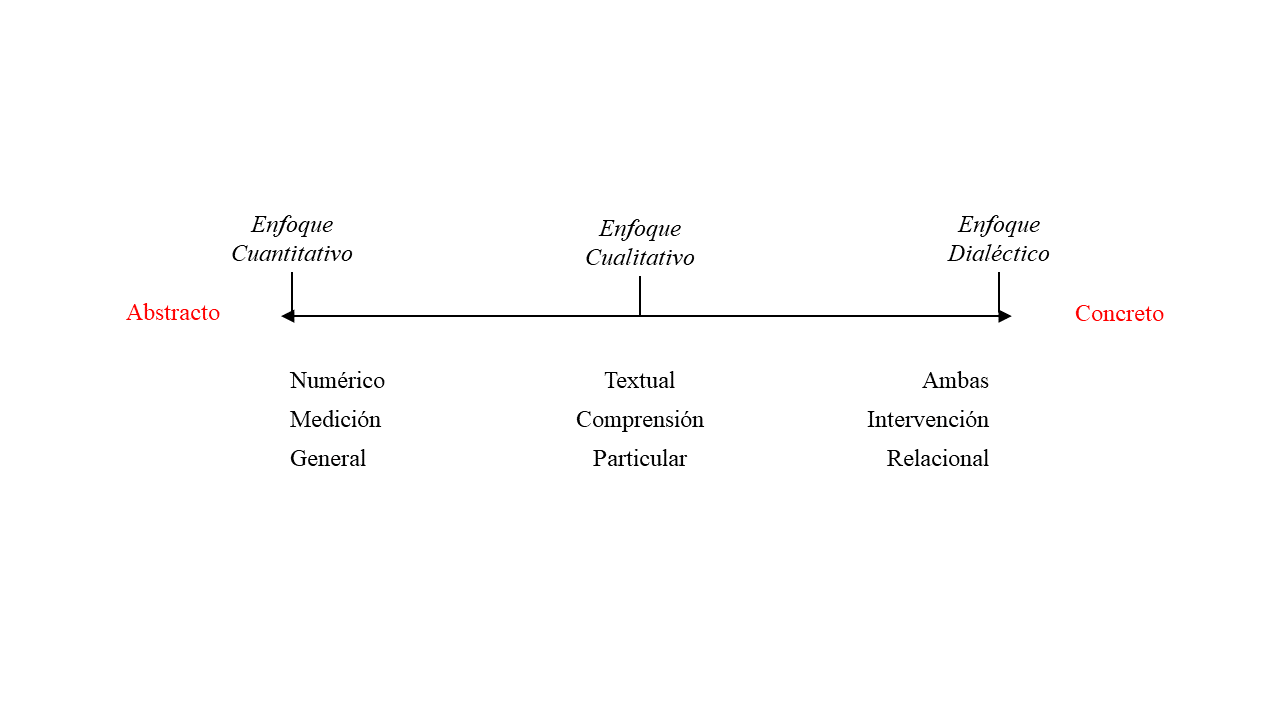 Enfoque
Cuantitativo
Enfoque
Cualitativo
Enfoque
Dialéctico
Abstracto
Concreto
Numérico
Textual
Ambas
Medición
Comprensión
Intervención
General
Particular
Relacional